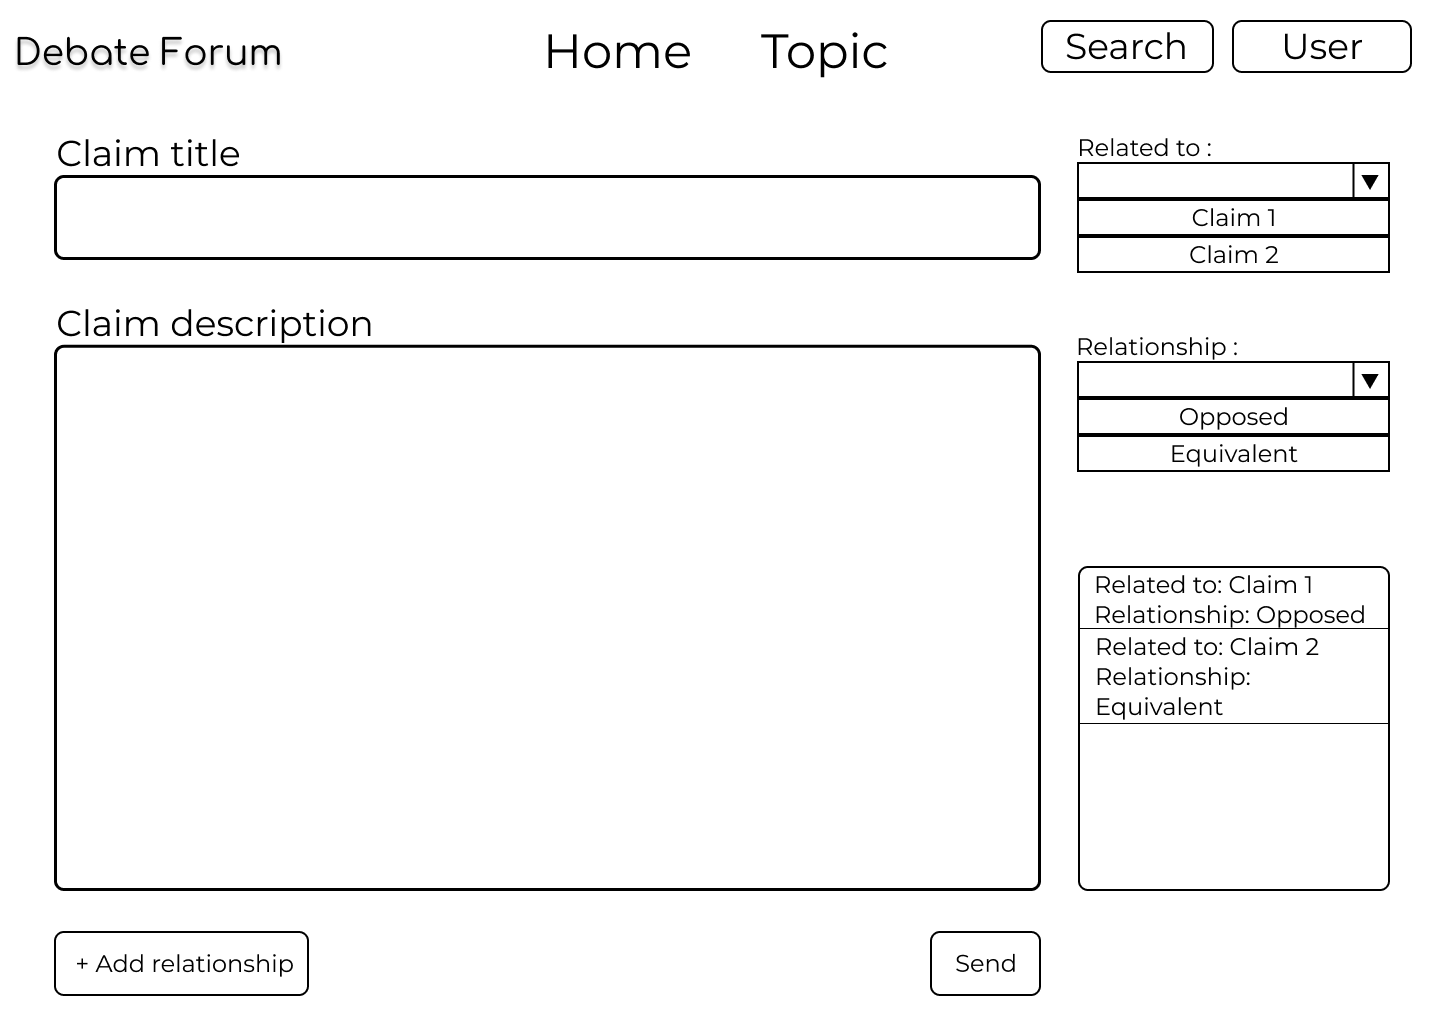 Debate Forum
Home
Topic
Search
User
Claim title
Related to :
▼
Claim 1
Claim 2
Claim description
Relationship :
▼
Opposed
Equivalent
Related to: Claim 1
Relationship: Opposed
Related to: Claim 2
Relationship:
Equivalent
+ Add relationship
Send